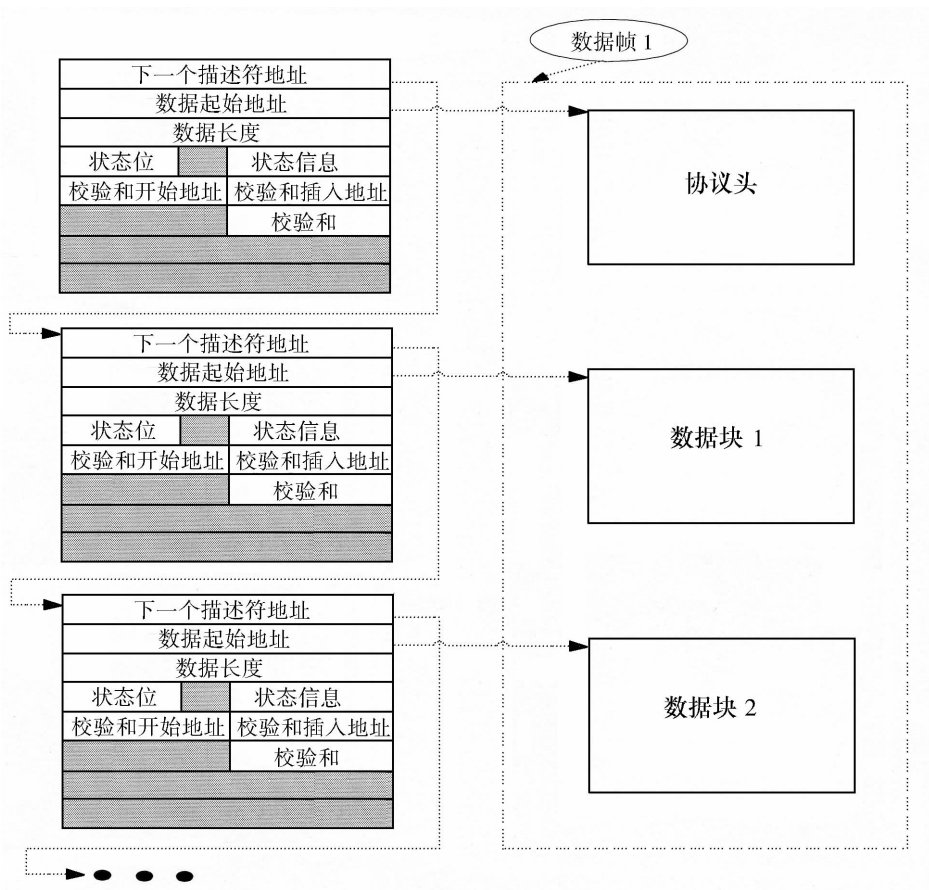 数据帧 1
下一个描述符地址
数据起始地址
数据长度
状态位 状态信息
校验和开始地址 校验和插入地址
校验和
协议头
下一个描述符地址
数据起始地址
数据长度
状态位 状态信息
校验和开始地址 校验和插入地址
校验和
数据块 1
下一个描述符地址
数据起始地址
数据长度
状态位 状态信息
校验和开始地址 校验和插入地址
校验和
数据块 2